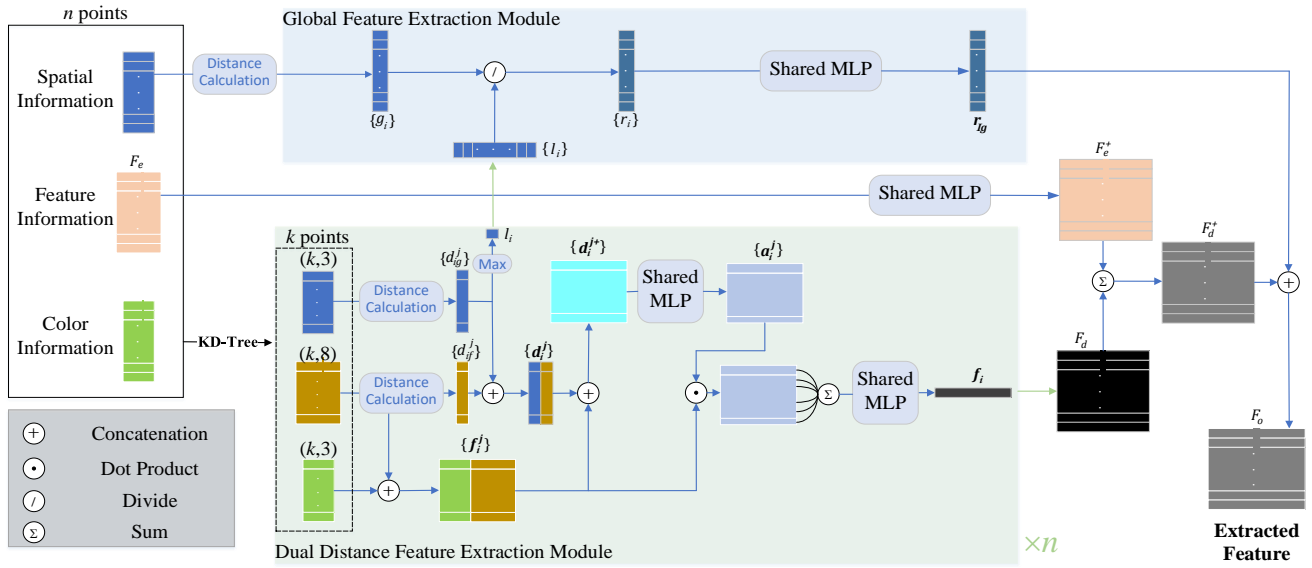 n points
Spatial
Information
F_e
Feature
Information
Color
Information
KD-Tree
Concatenation
Dot Product
Divide
Sum
Global Feature Extraction Module
Distance
Calculation
{g_i}
/
{r_i}
Shared MLP
r_lg
{l_i}
Shared MLP
F_e^+
k points
(k,3)
Distance
Calculation
{d_ig^j}
Max
l_i
(k,8)
Distance
Calculation
{d_if^j}
{d_i^j}
(k,3)
{f_i^j}
{d_i^{j+}}
Shared
MLP
{a_i^j}
Σ
Shared
MLP
f_i
Dual Distance Feature Extraction Module
×n
F_d
Σ
F_d^+
F_o
Extracted
Feature